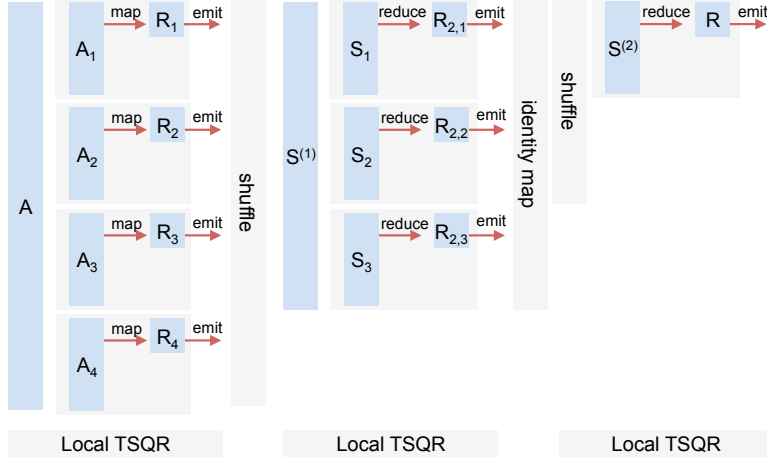 A
A1
map
R1
emit
A2
map
R2
emit
A3
map
R3
emit
A4
map
R4
emit
shuffle
S(1)
S1
reduce
R2,1
emit
S2
reduce
R2,2
emit
S3
reduce
R2,3
emit
identity map
shuffle
S(2)
reduce
R
emit
Local TSQR
Local TSQR
Local TSQR